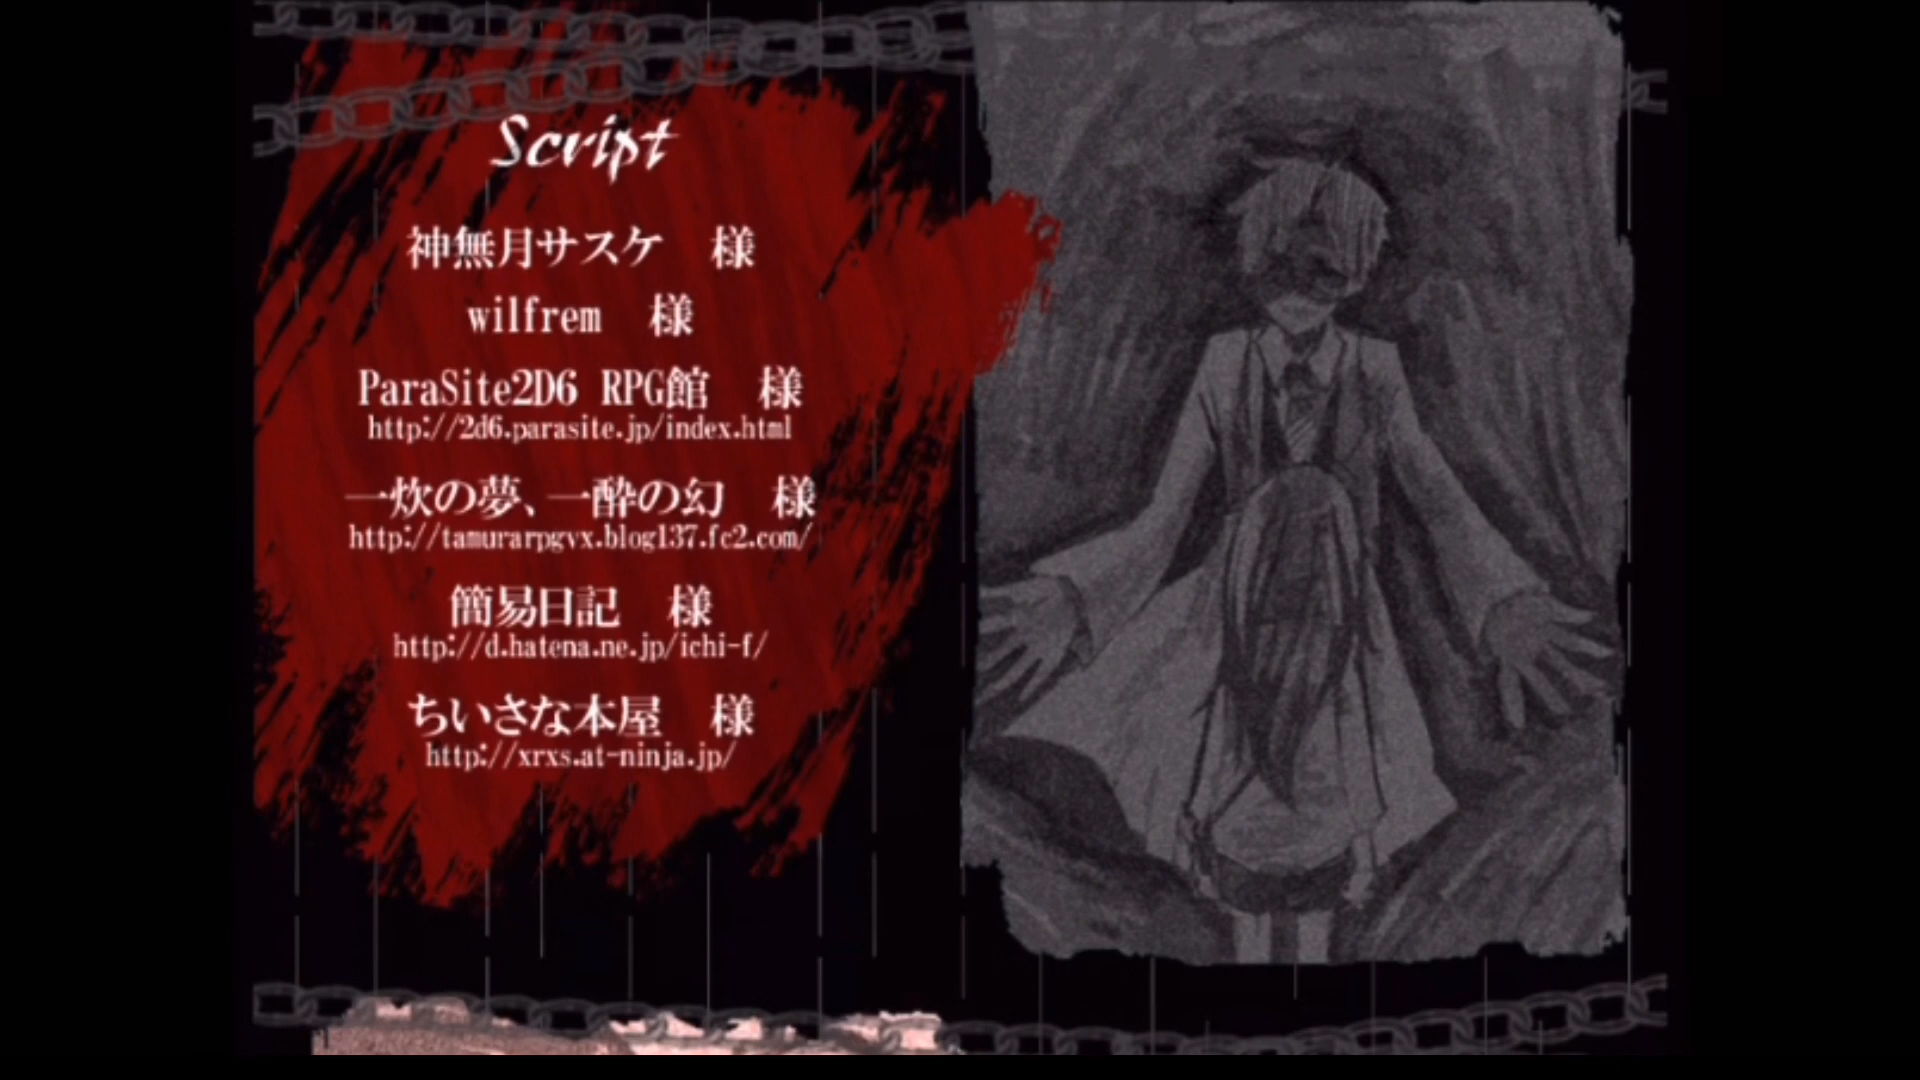 Script
神無月サスケ　様
wilfrem　様
ParaSite2D6 RPG館　様
http://2d6.parasite.jp/index.html
一炊の夢、一酔の幻　様
http://tamurarpgvx.blog137.fc2.com/
簡易日記　様
http://d.hatena.ne.jp/ichi-f/
ちいさな本屋　様
http://xrxs.at-ninja.jp/